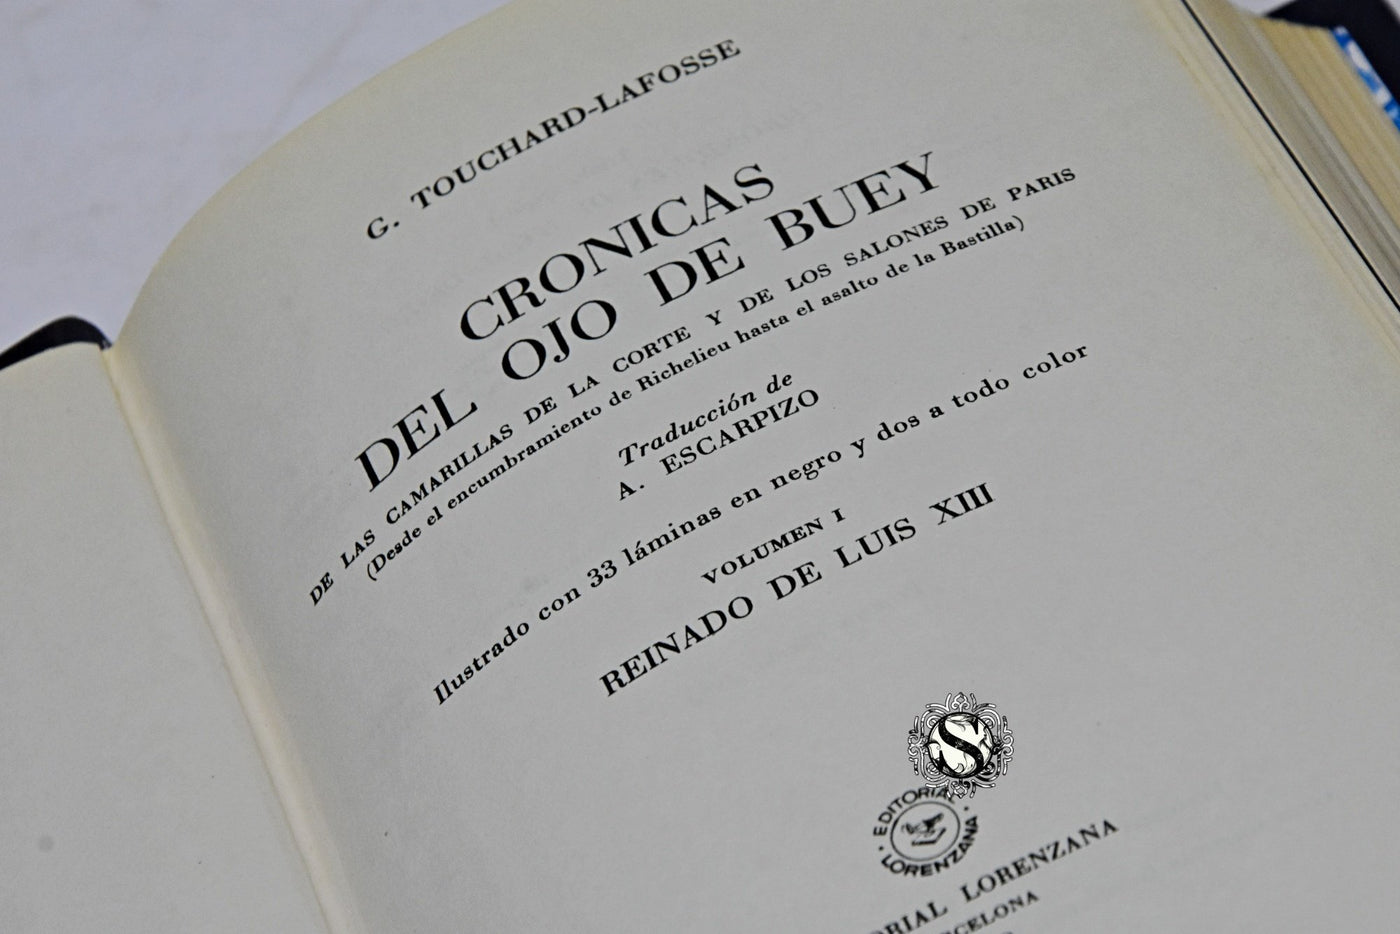 G. TOUCHARD-LAFOSSE
CRONICAS
DEL OJO DE BUEY
DE LAS CAMARILLAS DE LA CORTE Y DE LOS SALONES DE PARIS
(Desde el encumbramiento de Richelieu hasta el asalto de la Bastilla)
Traducción de
A. ESCARPIZO
Ilustrado con 33 láminas en negro y dos a todo color
VOLUMEN I
REINADO DE LUIS XIII
S
EDITORIAL
LORENZANA
LORENZANA